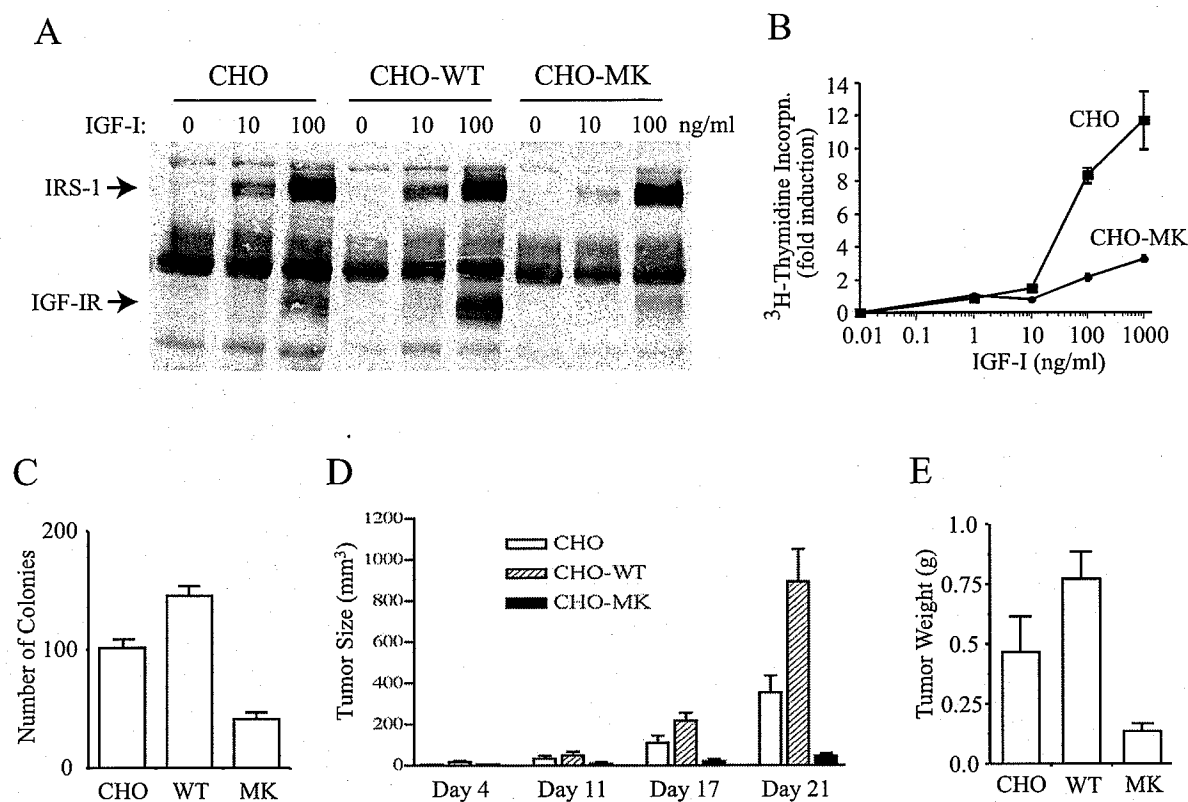 A
CHO CHO-WT CHO-MK
IGF-I: 0 10 100 0 10 100 0 10 100 ng/ml
IRS-1
IGF-IR
B
³H-Thymidine Incorpn.
(fold induction)
14
12
10
8
6
4
2
0
CHO
CHO-MK
0.01 0.1 1 10 100 1000
IGF-I (ng/ml)
C
Number of Colonies
200
100
0
CHO WT MK
D
Tumor Size (mm³)
1200
1000
800
600
400
200
0
CHO
CHO-WT
CHO-MK
Day 4 Day 11 Day 17 Day 21
E
Tumor Weight (g)
1.0
0.75
0.5
0.25
0.0
CHO WT MK